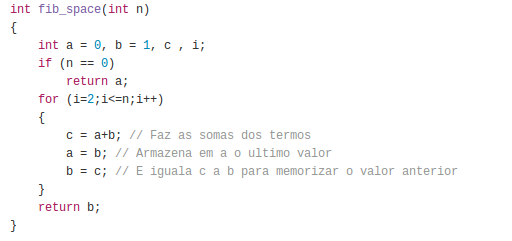 int fib_space(int n)
{
    int a = 0, b = 1, c , i;
    if (n == 0)
        return a;
    for (i=2;i<=n;i++)
    {
        c = a+b; // Faz as somas dos termos
        a = b; // Armazena em a o ultimo valor
        b = c; // E iguala c a b para memorizar o valor anterior
    }
    return b;
}